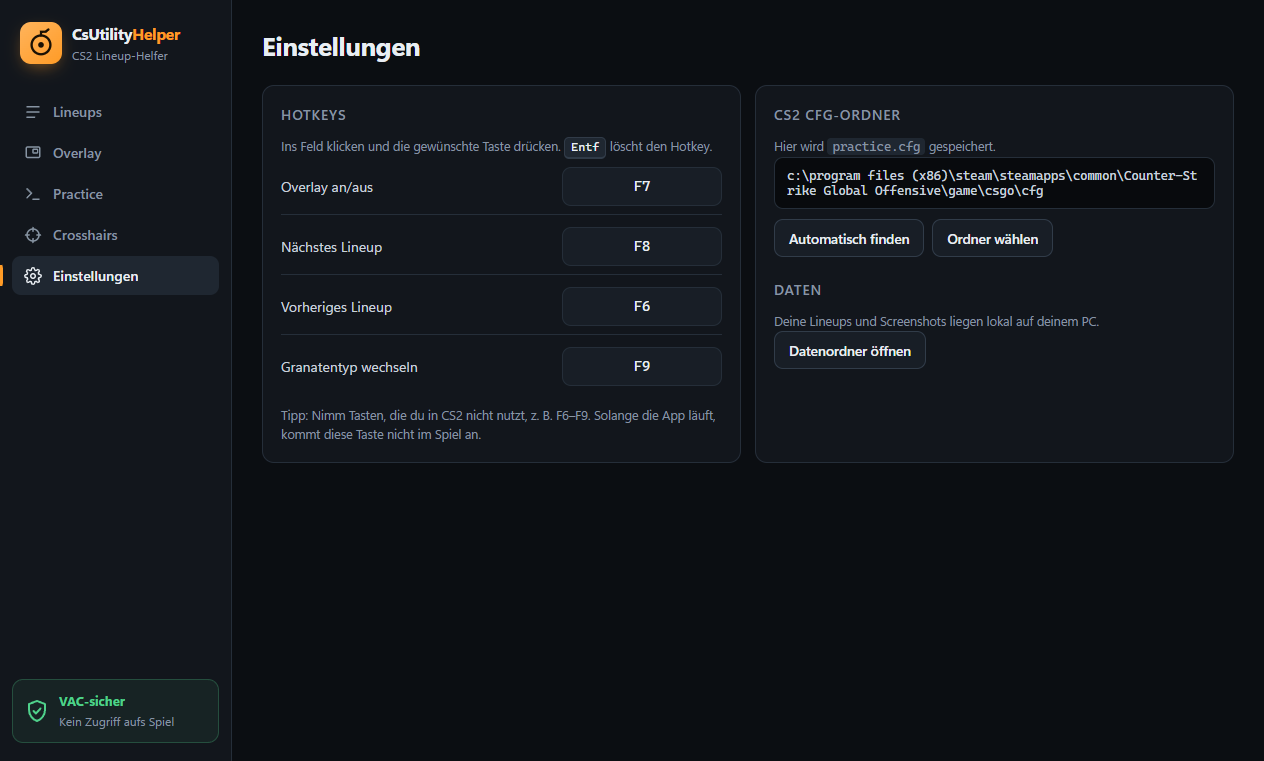 CsUtilityHelper
CS2 Lineup-Helfer
Lineups
Overlay
Practice
Crosshairs
Einstellungen
VAC-sicher
Kein Zugriff aufs Spiel
Einstellungen
HOTKEYS
Ins Feld klicken und die gewünschte Taste drücken. Entf löscht den Hotkey.
Overlay an/aus
F7
Nächstes Lineup
F8
Vorheriges Lineup
F6
Granatentyp wechseln
F9
Tipp: Nimm Tasten, die du in CS2 nicht nutzt, z. B. F6–F9. Solange die App läuft,
kommt diese Taste nicht im Spiel an.
CS2 CFG-ORDNER
Hier wird practice.cfg gespeichert.
c:\program files (x86)\steam\steamapps\common\Counter-St
rike Global Offensive\game\csgo\cfg
Automatisch finden
Ordner wählen
DATEN
Deine Lineups und Screenshots liegen lokal auf deinem PC.
Datenordner öffnen